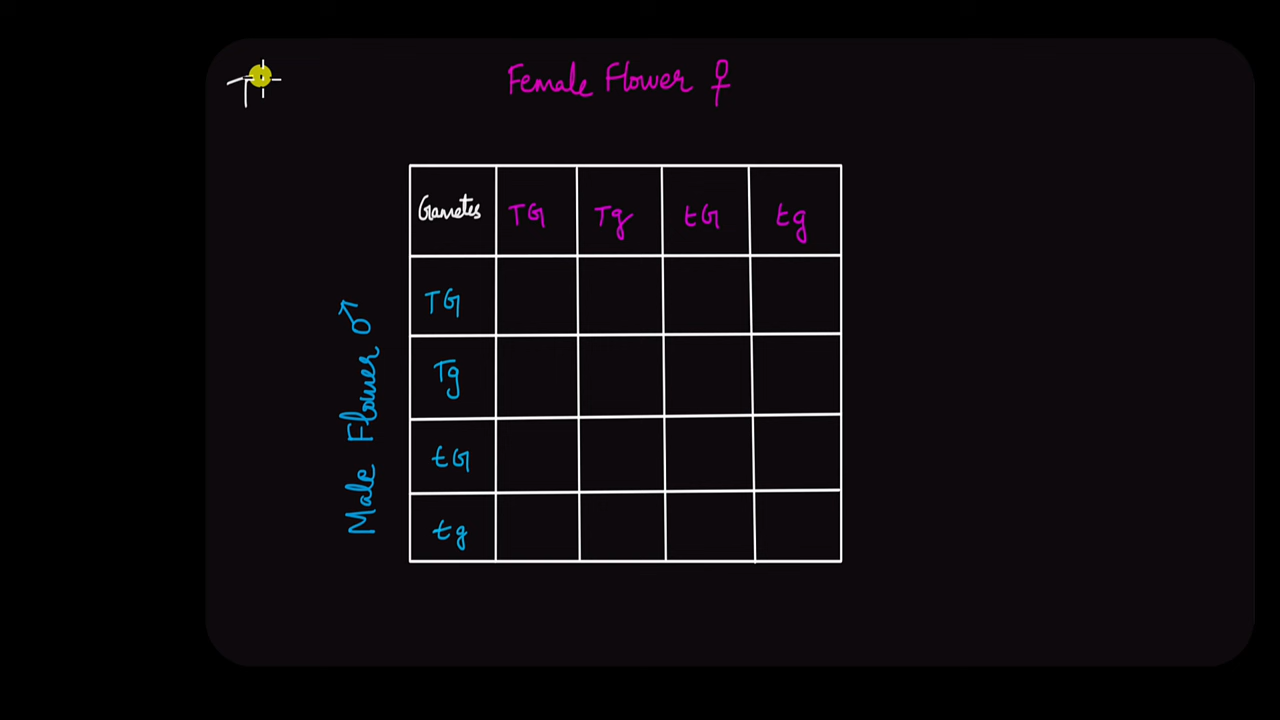 T
Female Flower ♀
Gametes TG Tg tG tg
TG
Tg
tG
tg
Male Flower ♂